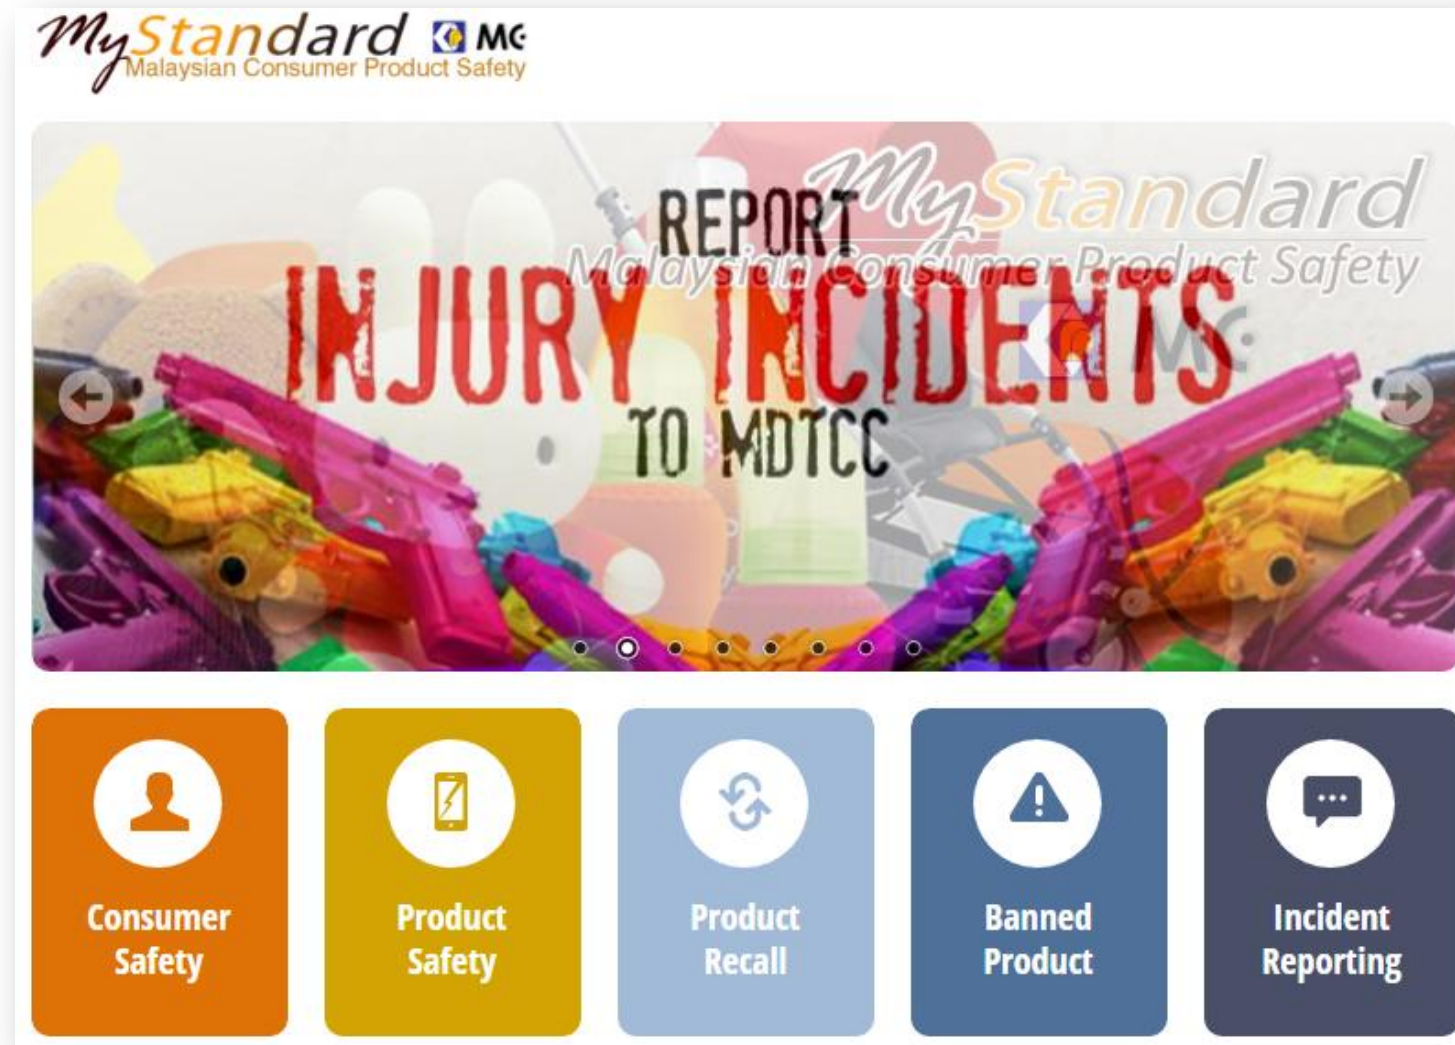 MyStandard MC
Malaysian Consumer Product Safety
MyStandard
REPORT
Malaysian Consumer Product Safety
INJURY INCIDENTS
MC
TO MDTCC
Consumer
Safety
Product
Safety
Product
Recall
Banned
Product
Incident
Reporting